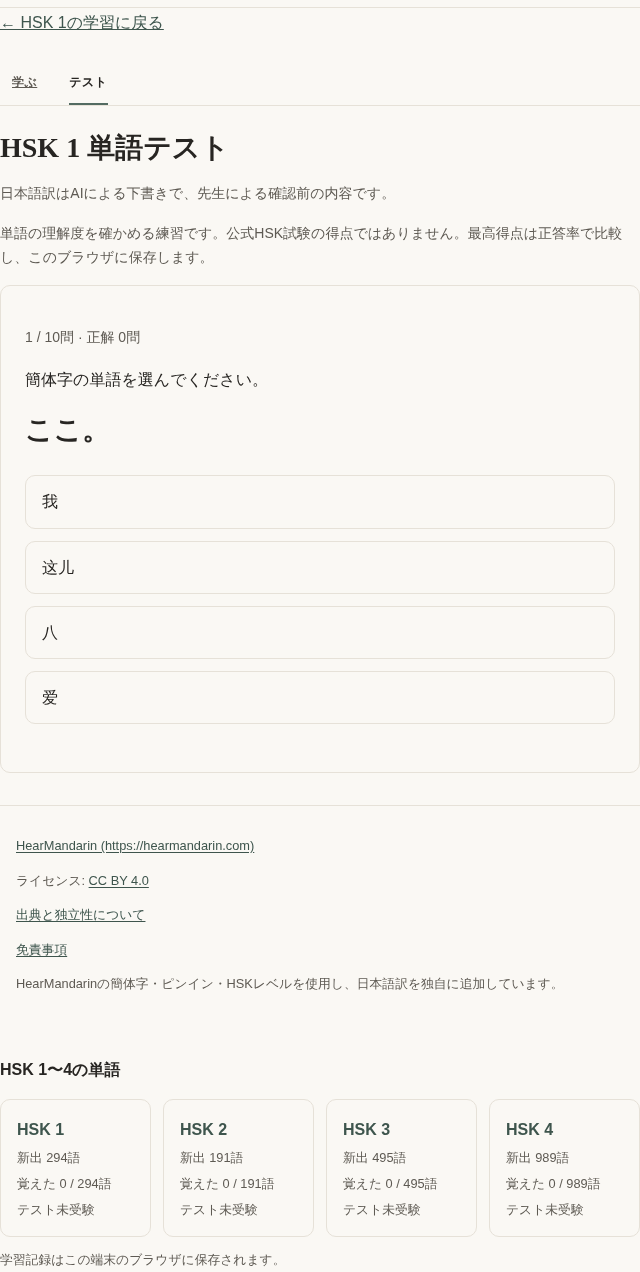 ← HSK 1の学習に戻る
学ぶ
テスト
HSK 1 単語テスト
日本語訳はAIによる下書きで、先生による確認前の内容です。
単語の理解度を確かめる練習です。公式HSK試験の得点ではありません。最高得点は正答率で比較
し、このブラウザに保存します。
1 / 10問 · 正解 0問
簡体字の単語を選んでください。
ここ。
我
这儿
八
爱
HearMandarin (https://hearmandarin.com)
ライセンス: CC BY 4.0
出典と独立性について
免責事項
HearMandarinの簡体字・ピンイン・HSKレベルを使用し、日本語訳を独自に追加しています。
HSK 1〜4の単語
HSK 1
新出 294語
覚えた 0 / 294語
テスト未受験
HSK 2
新出 191語
覚えた 0 / 191語
テスト未受験
HSK 3
新出 495語
覚えた 0 / 495語
テスト未受験
HSK 4
新出 989語
覚えた 0 / 989語
テスト未受験
学習記録はこの端末のブラウザに保存されます。